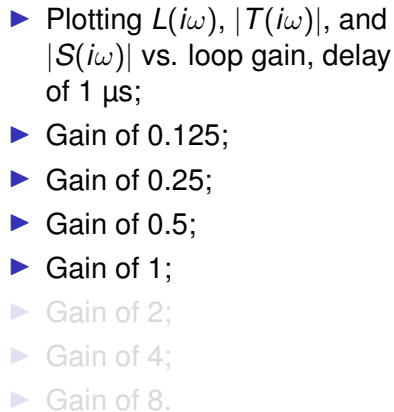 ▶ Plotting L(iω), |T(iω)|, and
|S(iω)| vs. loop gain, delay
of 1 µs;
▶ Gain of 0.125;
▶ Gain of 0.25;
▶ Gain of 0.5;
▶ Gain of 1;
▶ Gain of 2;
▶ Gain of 4;
▶ Gain of 8.